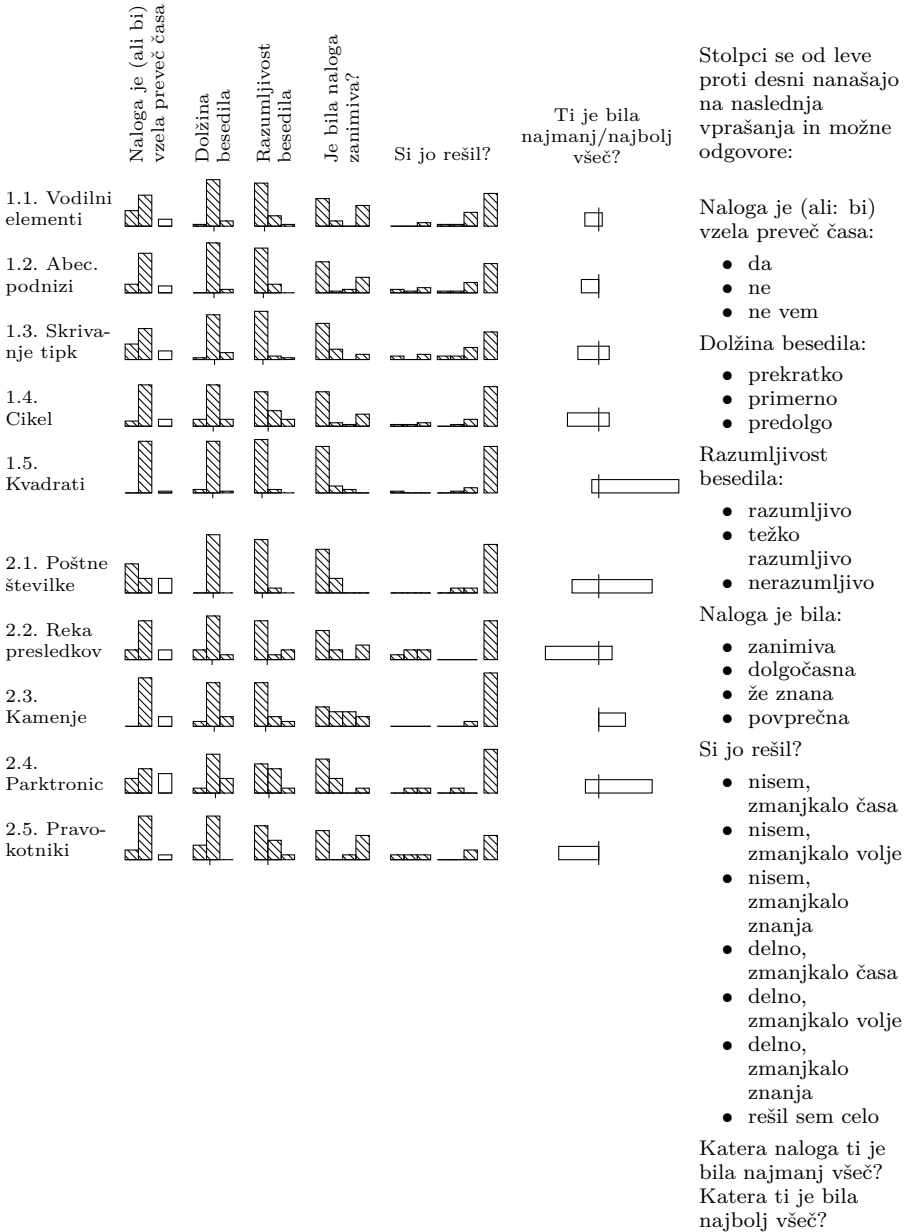 Naloga je (ali bi)
vzela preveč časa
Dolžina
besedila
Razumljivost
besedila
Je bila naloga
zanimiva?
Si jo rešil?
Ti je bila
najmanj/najbolj
všeč?
1.1. Vodilni
elementi
1.2. Abec.
podnizi
1.3. Skriva-
nje tipk
1.4.
Cikel
1.5.
Kvadrati
2.1. Poštne
številke
2.2. Reka
presledkov
2.3.
Kamenje
2.4.
Parktronic
2.5. Pravo-
kotniki
Stolpci se od leve
proti desni nanašajo
na naslednja
vprašanja in možne
odgovore:
Naloga je (ali: bi)
vzela preveč časa:
• da
• ne
• ne vem
Dolžina besedila:
• prekratko
• primerno
• predolgo
Razumljivost
besedila:
• razumljivo
• težko
razumljivo
• nerazumljivo
Naloga je bila:
• zanimiva
• dolgočasna
• že znana
• povprečna
Si jo rešil?
• nisem,
zmanjkalo časa
• nisem,
zmanjkalo volje
• nisem,
zmanjkalo
znanja
• delno,
zmanjkalo časa
• delno,
zmanjkalo volje
• delno,
zmanjkalo
znanja
• rešil sem celo
Katera naloga ti je
bila najmanj všeč?
Katera ti je bila
najbolj všeč?